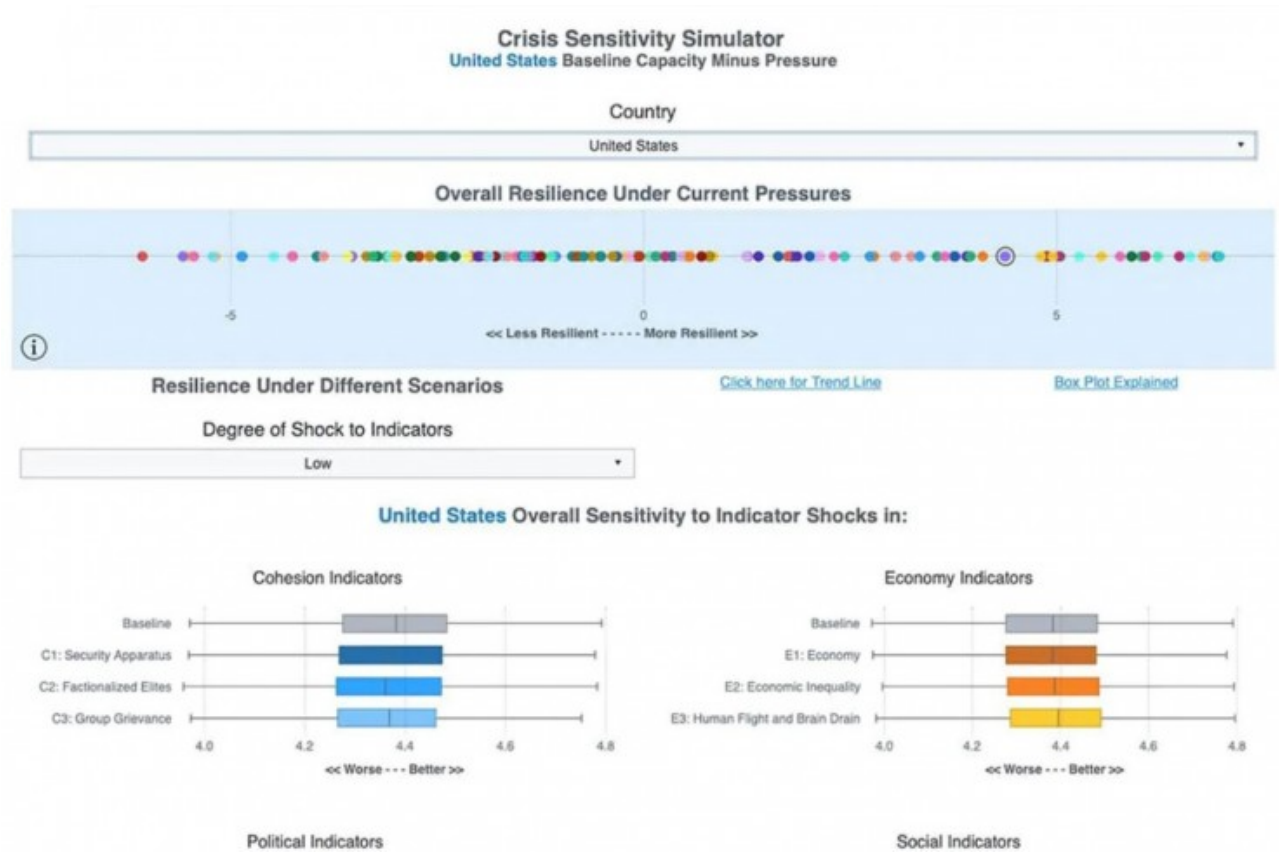 Crisis Sensitivity Simulator
United States Baseline Capacity Minus Pressure
Country
United States
Overall Resilience Under Current Pressures
-5 0 5
<< Less Resilient - - - - - More Resilient >>
i
Resilience Under Different Scenarios
Click here for Trend Line
Box Plot Explained
Degree of Shock to Indicators
Low
United States Overall Sensitivity to Indicator Shocks in:
Cohesion Indicators
Baseline
C1: Security Apparatus
C2: Factionalized Elites
C3: Group Grievance
4.0 4.2 4.4 4.6 4.8
<< Worse - - - Better >>
Economy Indicators
Baseline
E1: Economy
E2: Economic Inequality
E3: Human Flight and Brain Drain
4.0 4.2 4.4 4.6 4.8
<< Worse - - - Better >>
Political Indicators
Social Indicators